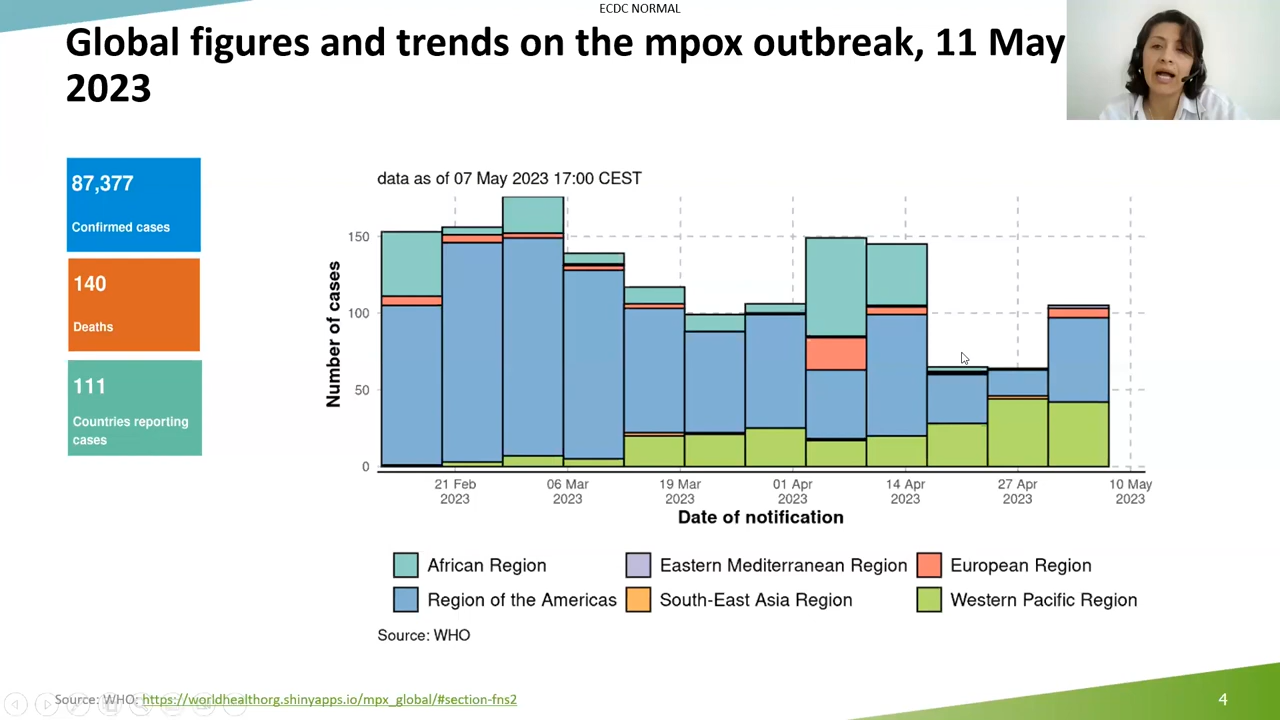 ECDC NORMAL
Global figures and trends on the mpox outbreak, 11 May
2023
87,377
Confirmed cases
140
Deaths
111
Countries reporting
cases
data as of 07 May 2023 17:00 CEST
Number of cases
150
100
50
0
21 Feb
2023
06 Mar
2023
19 Mar
2023
01 Apr
2023
14 Apr
2023
27 Apr
2023
10 May
2023
Date of notification
African Region
Eastern Mediterranean Region
European Region
Region of the Americas
South-East Asia Region
Western Pacific Region
Source: WHO
Source: WHO: https://worldhealthorg.shinyapps.io/mpx_global/#section-fns2
4